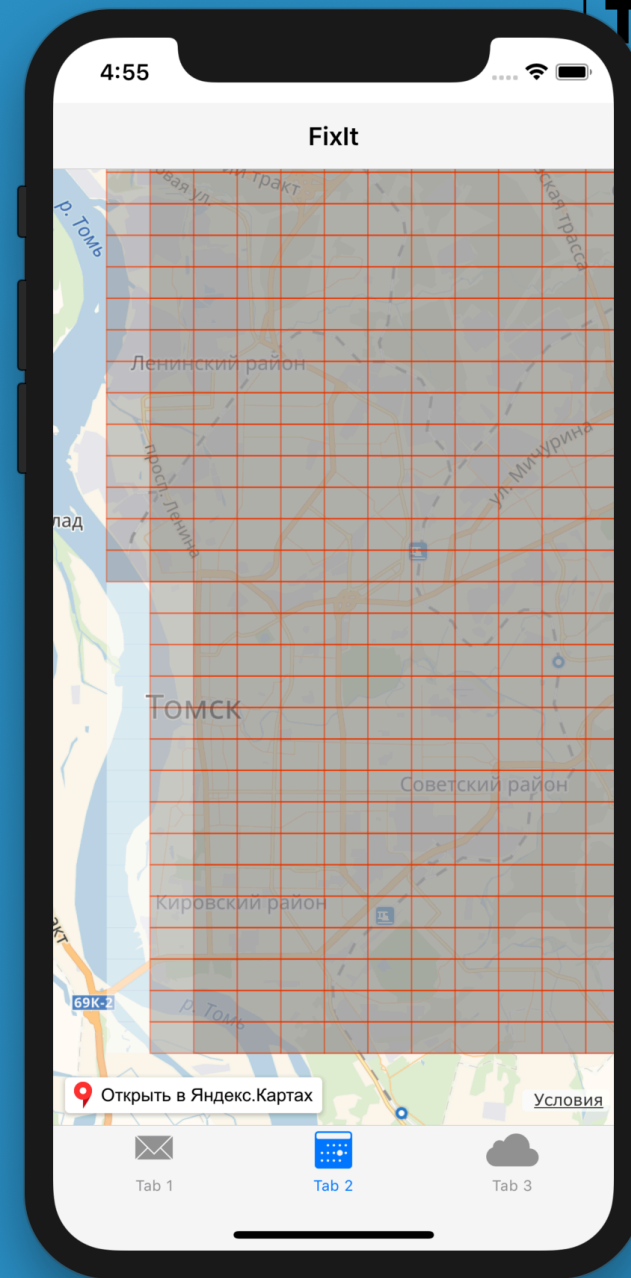 4:55
FixIt
р. Томь
Ленинский район
просп. Ленина
ул. Мичурина
Томск
Советский район
Кировский район
69К-2
р. Томь
Открыть в Яндекс.Картах
Условия
Tab 1
Tab 2
Tab 3